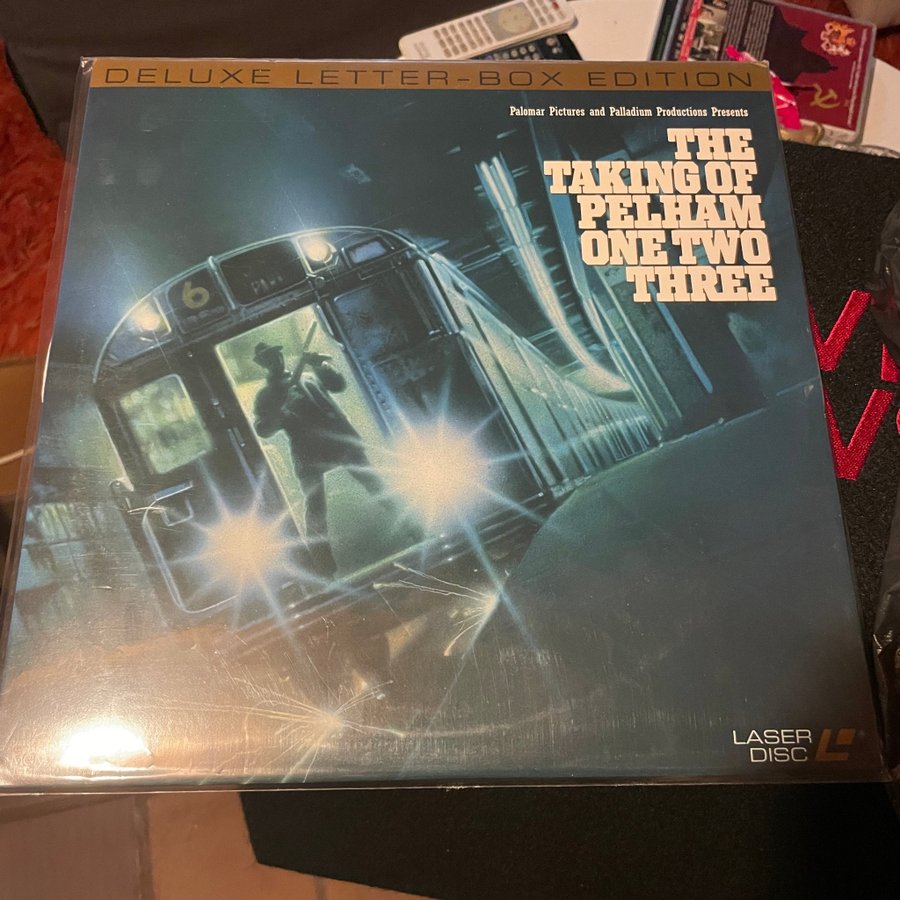 DELUXE LETTER-BOX EDITION
Palomar Pictures and Palladium Productions Presents
THE
TAKING OF
PELHAM
ONE TWO
THREE
6
LASER
DISC